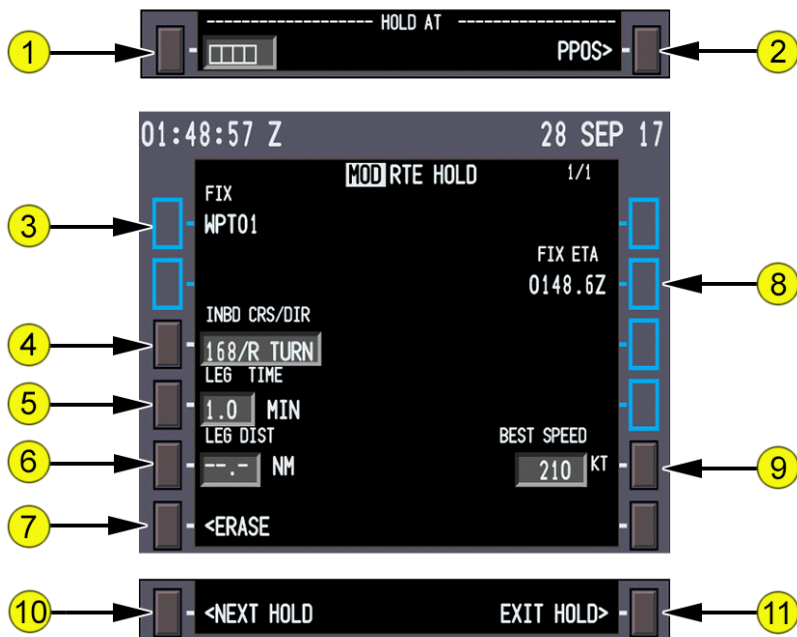 HOLD AT
1
PPOS>
2
01:48:57 Z 28 SEP 17
MOD RTE HOLD 1/1
FIX
3
WPT01
FIX ETA
0148.6Z
8
INBD CRS/DIR
4
168/R TURN
LEG TIME
5
1.0 MIN
LEG DIST BEST SPEED
6
--.- NM
210 KT
9
7
<ERASE
10
<NEXT HOLD EXIT HOLD>
11